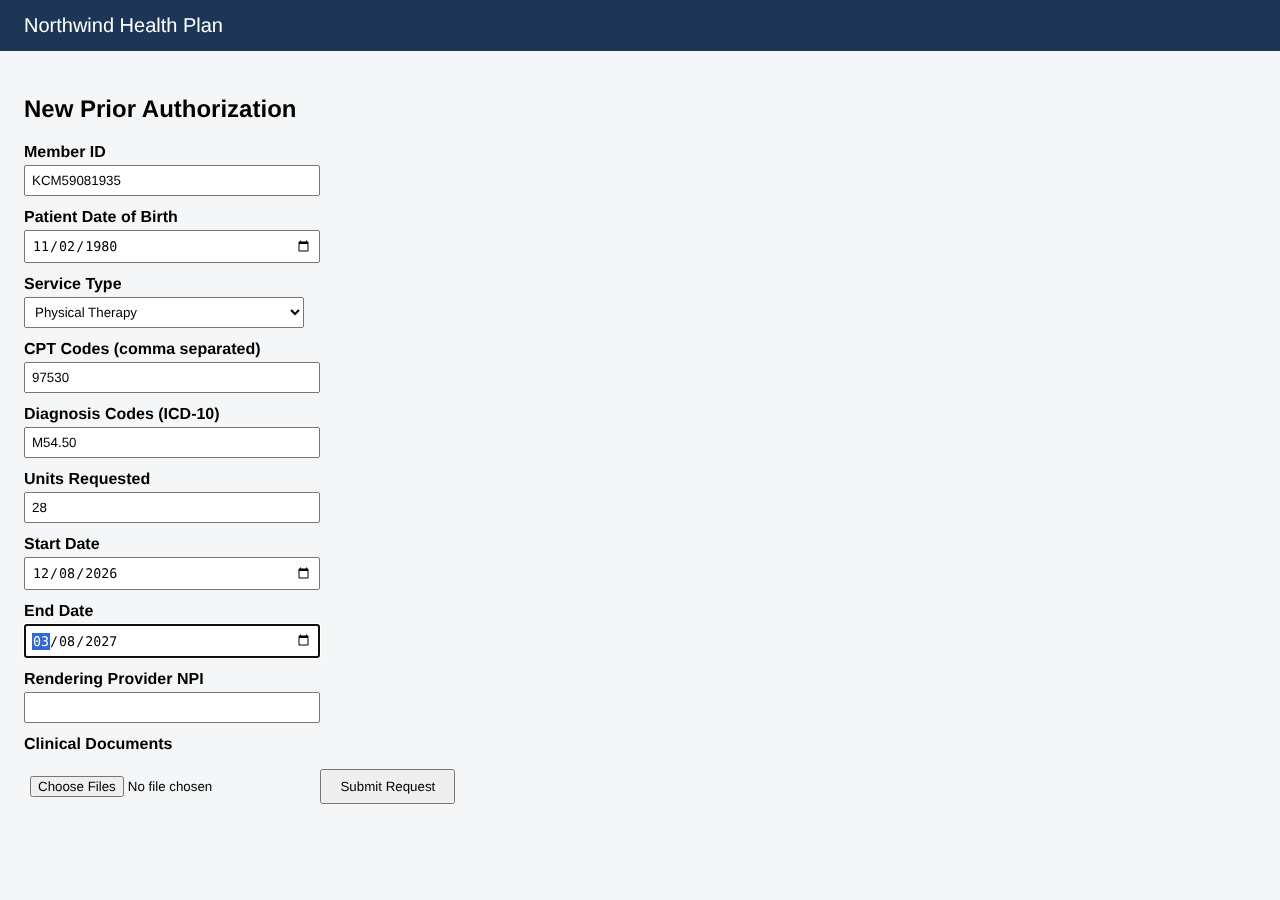 Northwind Health Plan
New Prior Authorization
Member ID
KCM59081935
Patient Date of Birth
11/02/1980
Service Type
Physical Therapy
CPT Codes (comma separated)
97530
Diagnosis Codes (ICD-10)
M54.50
Units Requested
28
Start Date
12/08/2026
End Date
03/08/2027
Rendering Provider NPI
Clinical Documents
Choose Files No file chosen Submit Request